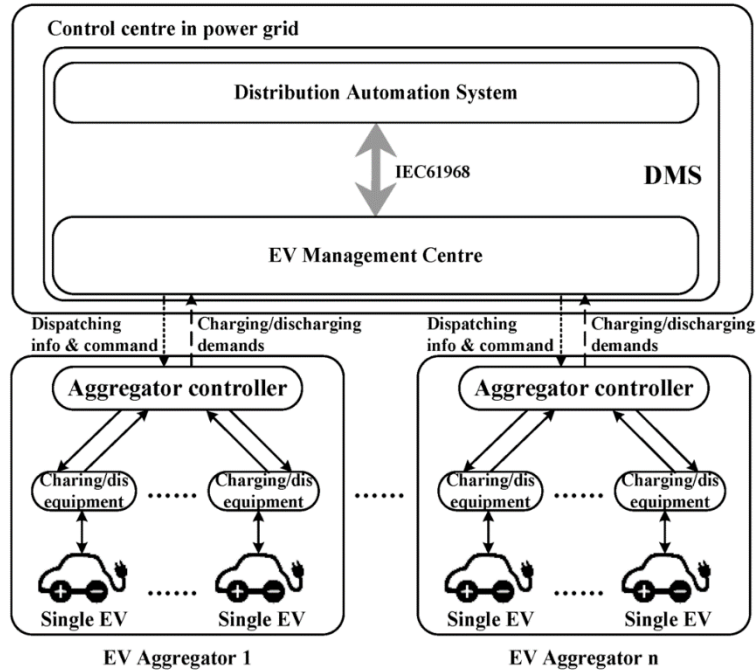 Control centre in power grid
Distribution Automation System
IEC61968
DMS
EV Management Centre
Dispatching
info & command
Charging/discharging
demands
Dispatching
info & command
Charging/discharging
demands
Aggregator controller
Aggregator controller
Charing/dis
equipment
......
Charging/dis
equipment
......
Charing/dis
equipment
......
Charging/dis
equipment
Single EV
......
Single EV
Single EV
......
Single EV
EV Aggregator 1
EV Aggregator n